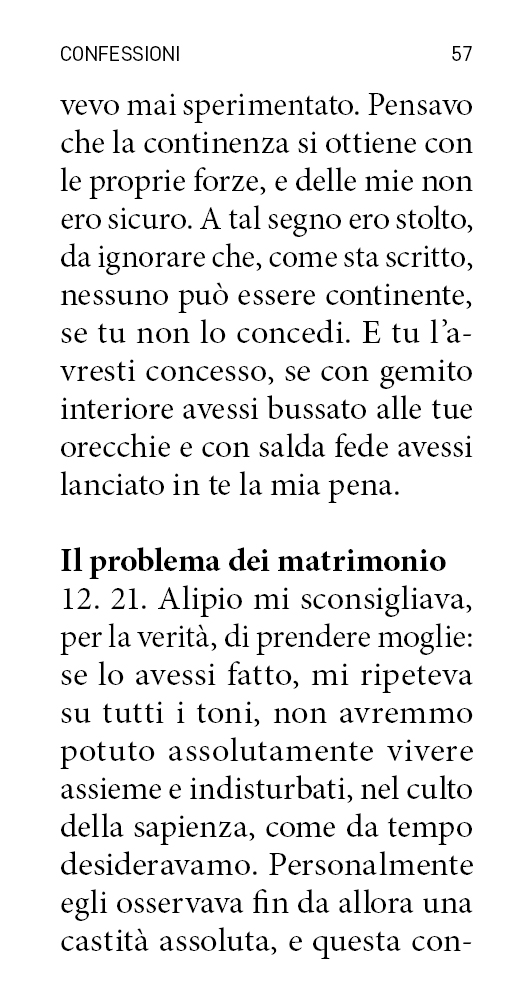 CONFESSIONI 57
vevo mai sperimentato. Pensavo
che la continenza si ottiene con
le proprie forze, e delle mie non
ero sicuro. A tal segno ero stolto,
da ignorare che, come sta scritto,
nessuno può essere continente,
se tu non lo concedi. E tu l’a-
vresti concesso, se con gemito
interiore avessi bussato alle tue
orecchie e con salda fede avessi
lanciato in te la mia pena.
Il problema dei matrimonio
12. 21. Alipio mi sconsigliava,
per la verità, di prendere moglie:
se lo avessi fatto, mi ripeteva
su tutti i toni, non avremmo
potuto assolutamente vivere
assieme e indisturbati, nel culto
della sapienza, come da tempo
desideravamo. Personalmente
egli osservava fin da allora una
castità assoluta, e questa con-